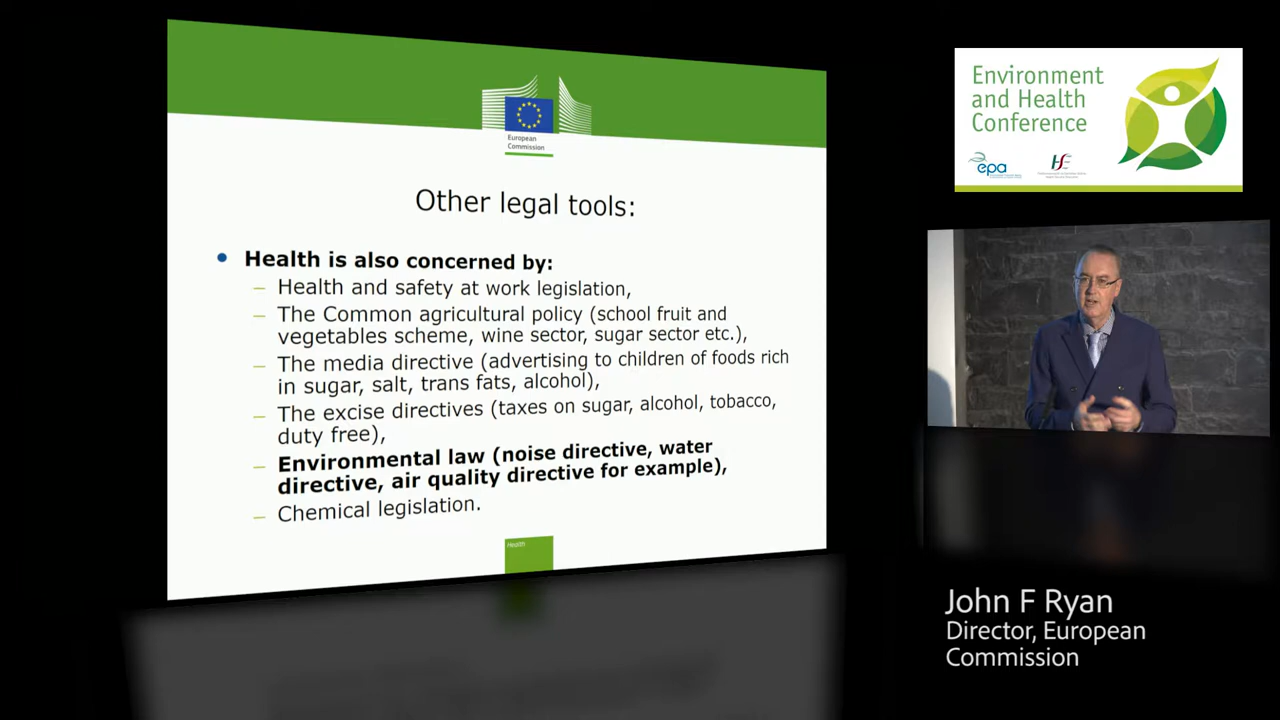 European
Commission
Other legal tools:
Health is also concerned by:
– Health and safety at work legislation,
– The Common agricultural policy (school fruit and
vegetables scheme, wine sector, sugar sector etc.),
– The media directive (advertising to children of foods rich
in sugar, salt, trans fats, alcohol),
– The excise directives (taxes on sugar, alcohol, tobacco,
duty free),
– Environmental law (noise directive, water
directive, air quality directive for example),
– Chemical legislation.
Health
Environment
and Health
Conference
epa
John F Ryan
Director, European
Commission